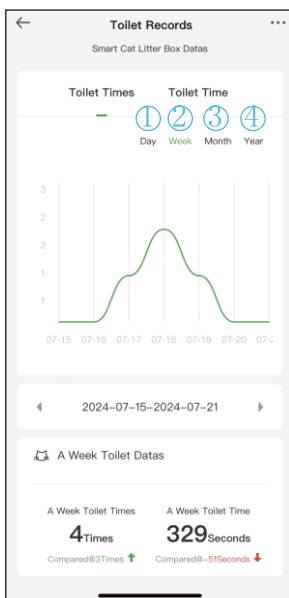 Toilet Records
Smart Cat Litter Box Datas
Toilet Times Toilet Time
① ② ③ ④
Day Week Month Year
3
2
2
1
1
07-15 07-16 07-17 07-18 07-19 07-20 07-2
2024-07-15-2024-07-21
A Week Toilet Datas
A Week Toilet Times A Week Toilet Time
4Times 329Seconds
Compared@3Times Compared@-51Seconds